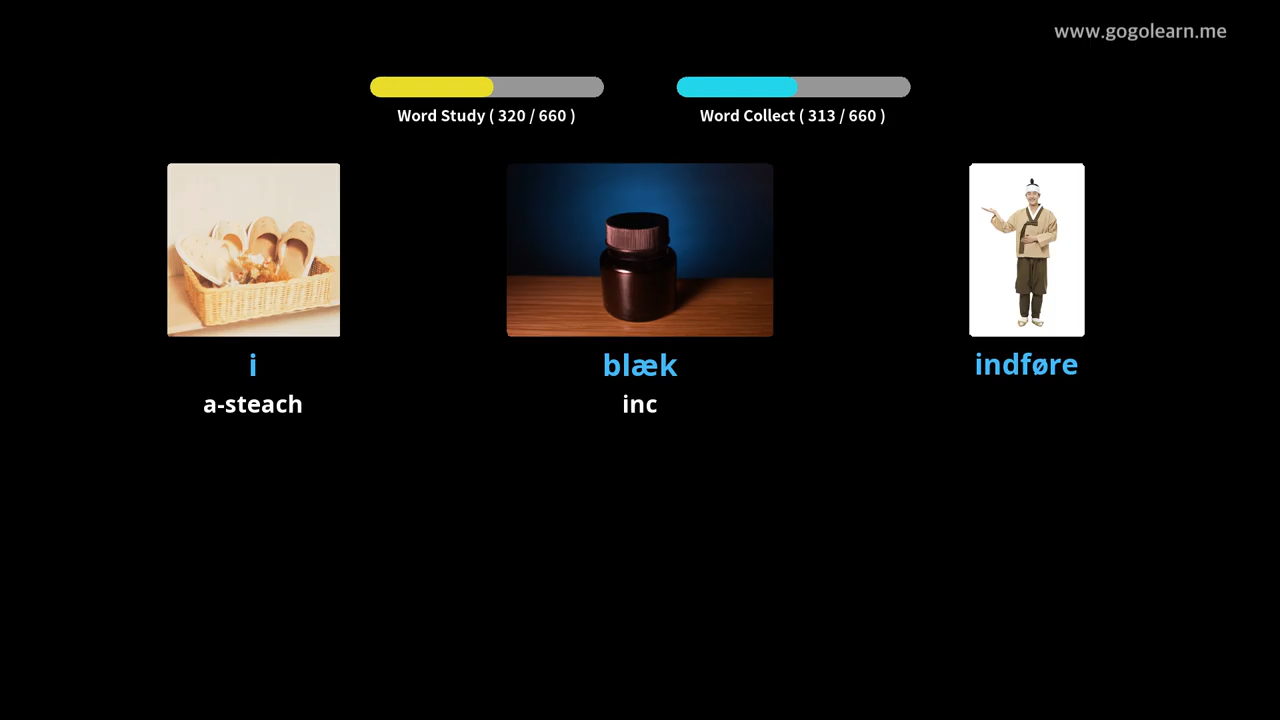 www.gogolearn.me
Word Study ( 320 / 660 )
Word Collect ( 313 / 660 )
i
a-steach
blæk
inc
indføre